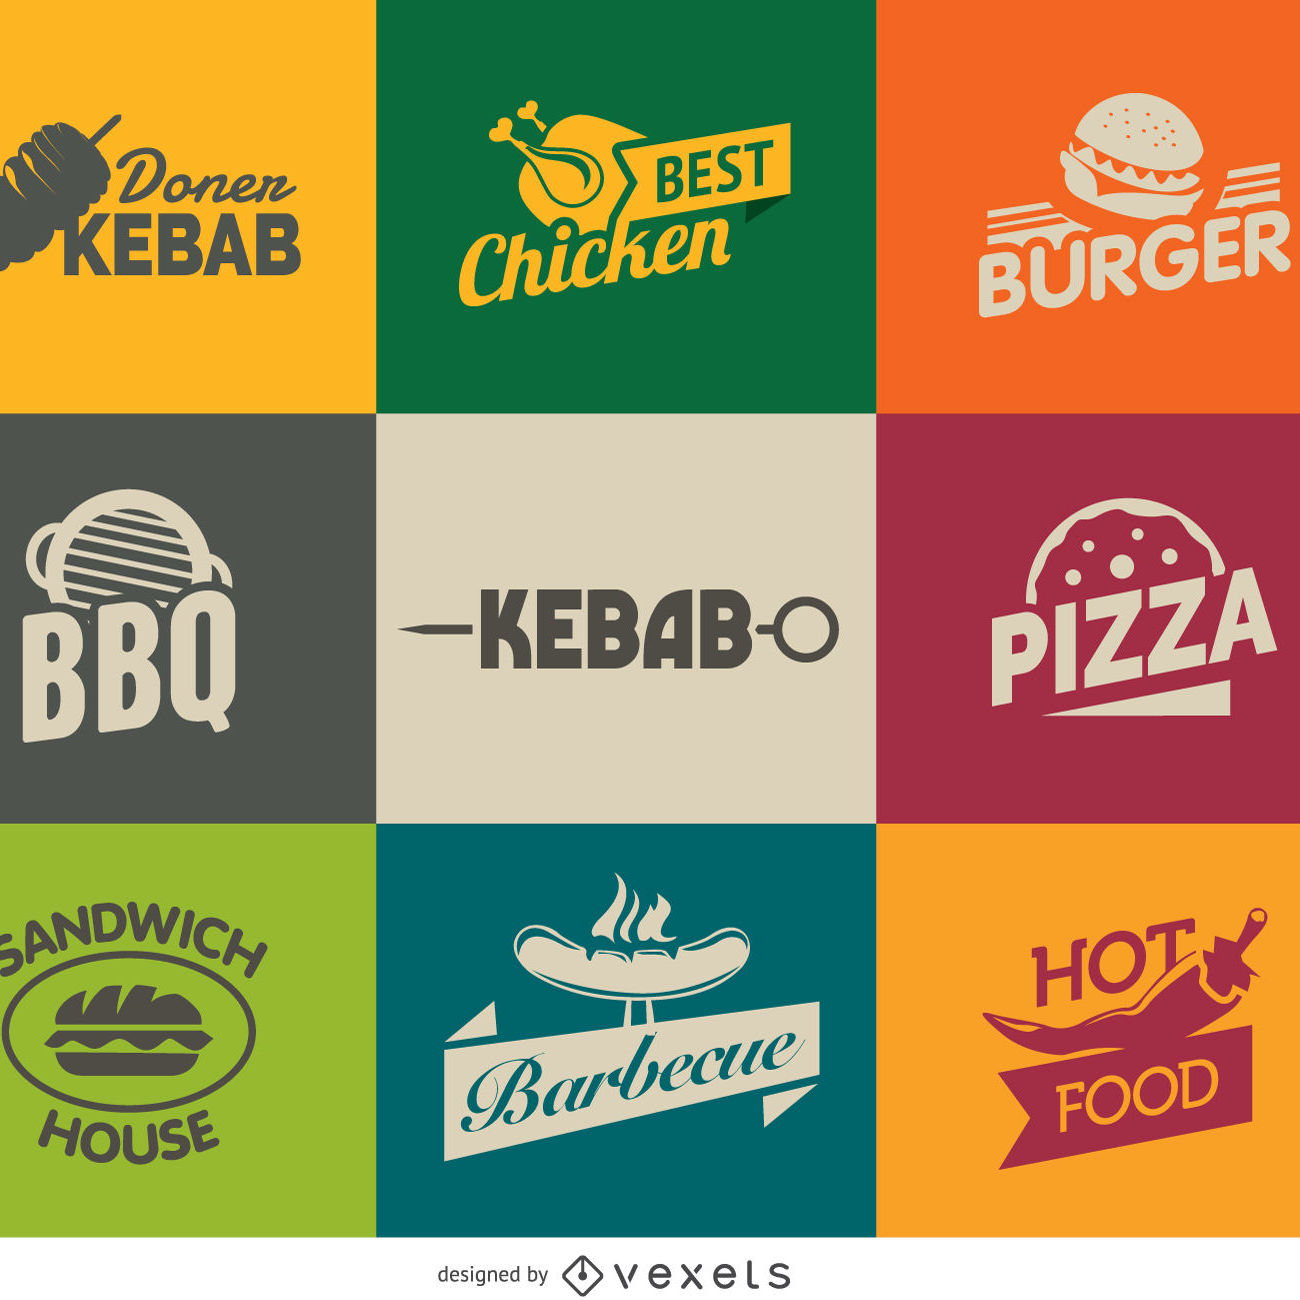 Doner
KEBAB
BEST
Chicken
BURGER
BBQ
KEBAB
PIZZA
SANDWICH
HOUSE
Barbecue
HOT
FOOD
designed by vexels